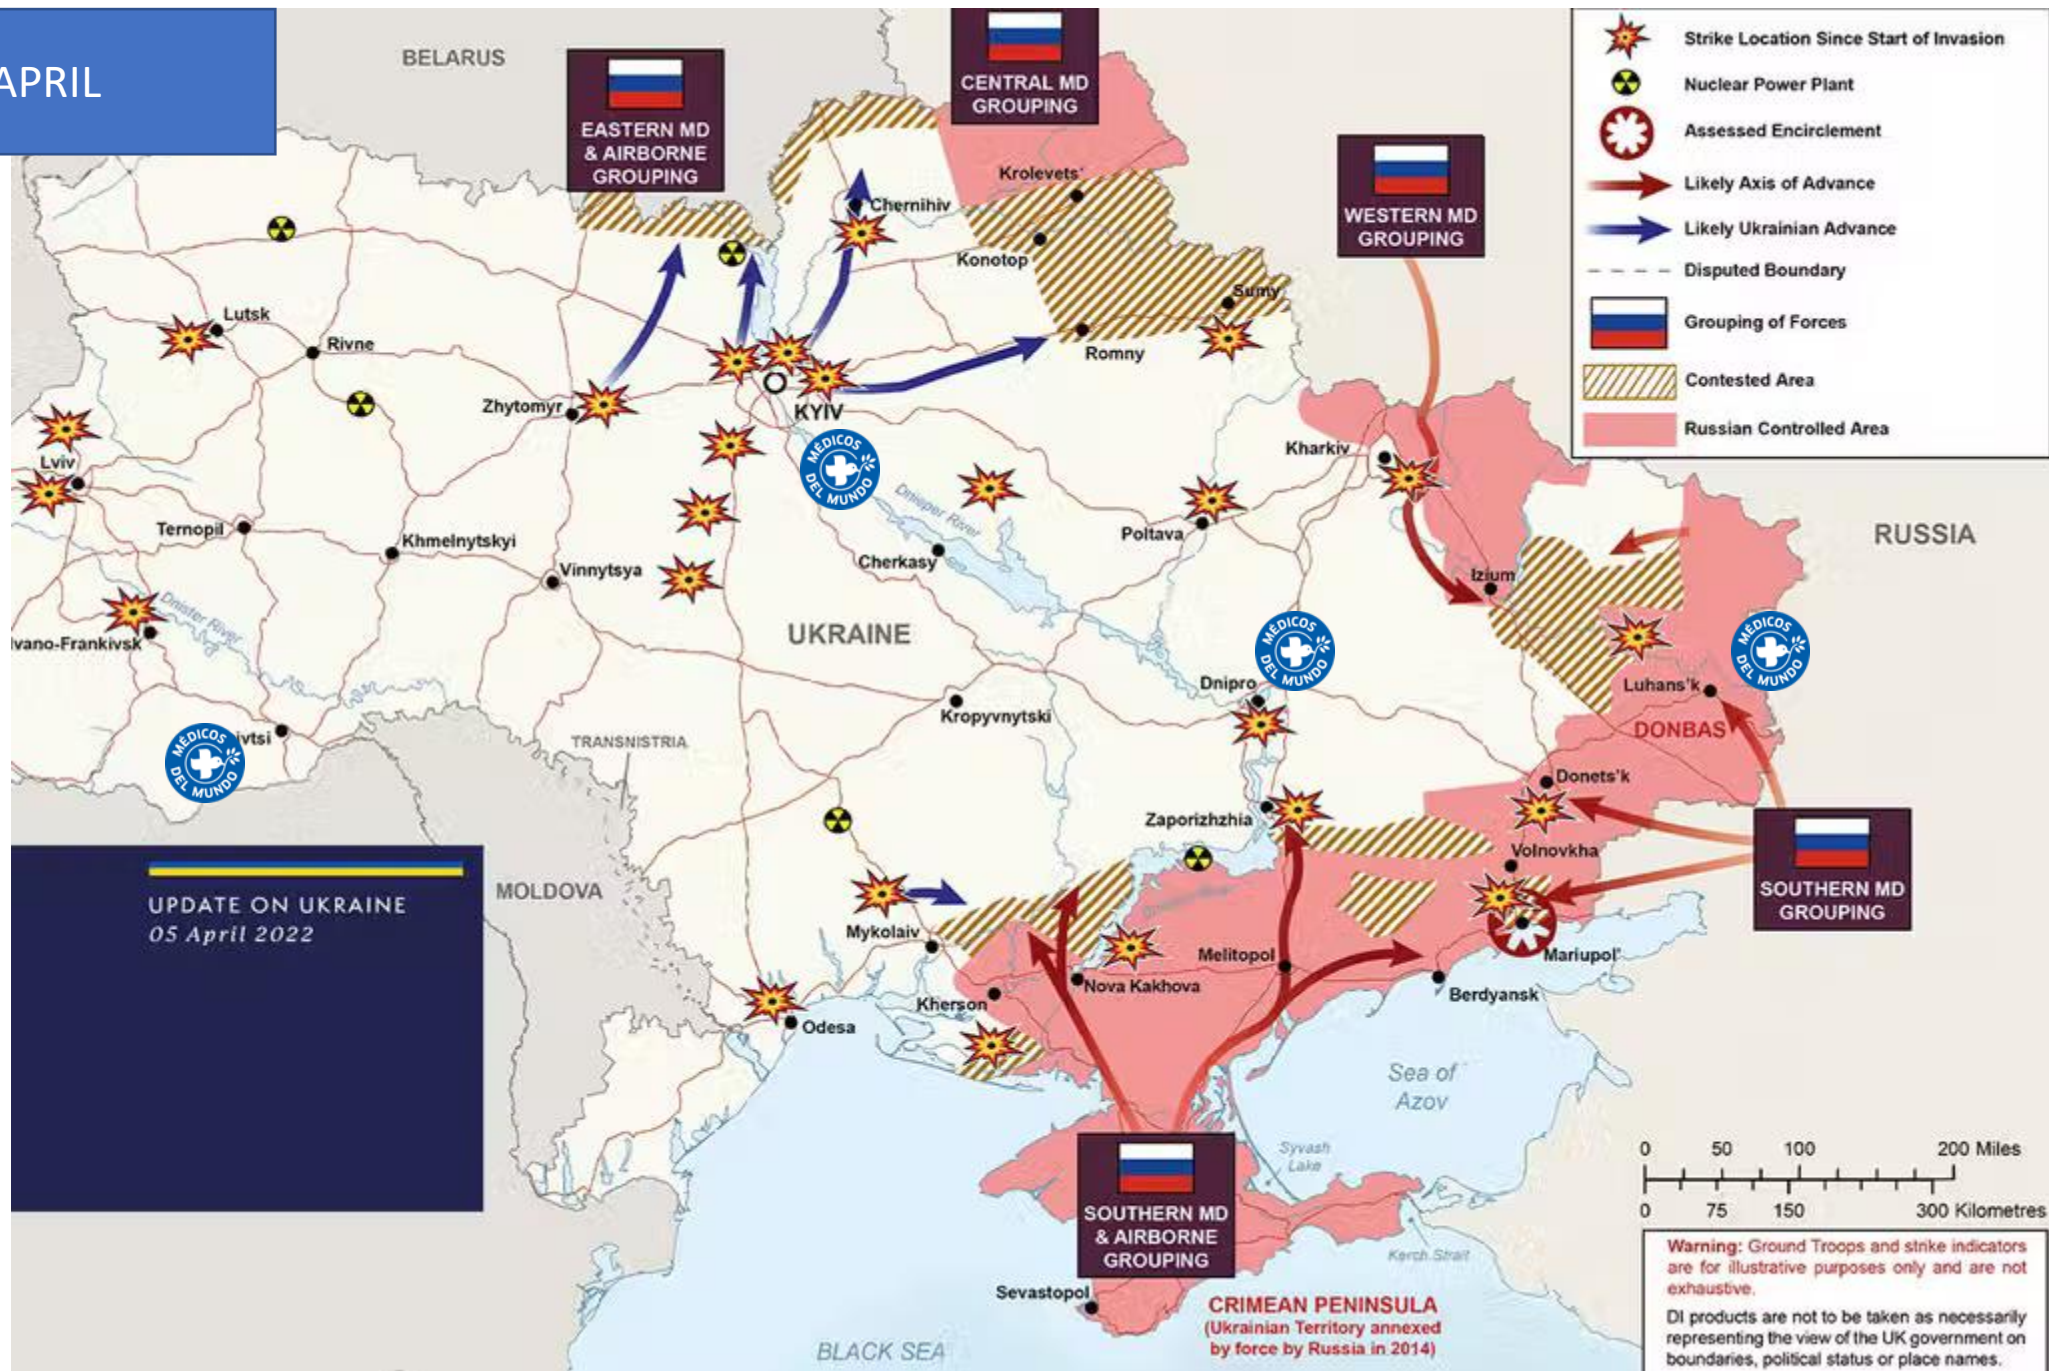 APRIL
BELARUS
EASTERN MD
& AIRBORNE
GROUPING
CENTRAL MD
GROUPING
WESTERN MD
GROUPING
Strike Location Since Start of Invasion
Nuclear Power Plant
Assessed Encirclement
Likely Axis of Advance
Likely Ukrainian Advance
Disputed Boundary
Grouping of Forces
Contested Area
Russian Controlled Area
Krolevets'
Chernihiv
Konotop
Sumy
Romny
Lutsk
Rivne
Zhytomyr
KYIV
MÉDICOS
DEL MUNDO
Kharkiv
Lviv
Ternopil
Khmelnytskyi
Vinnytsya
Dnieper River
Cherkasy
Poltava
Izium
RUSSIA
Dnister River
Ivano-Frankivsk
UKRAINE
MÉDICOS
DEL MUNDO
MÉDICOS
DEL MUNDO
Dnipro
Luhans'k
DONBAS
Kropyvnytski
MÉDICOS
DEL MUNDO
ivtsi
TRANSNISTRIA
Donets'k
Zaporizhzhia
Volnovkha
SOUTHERN MD
GROUPING
MOLDOVA
UPDATE ON UKRAINE
05 April 2022
Mykolaiv
Melitopol
Mariupol'
Nova Kakhova
Kherson
Berdyansk
Odesa
Sea of
Azov
Syvash
Lake
SOUTHERN MD
& AIRBORNE
GROUPING
Kerch Strait
Sevastopol
CRIMEAN PENINSULA
(Ukrainian Territory annexed
by force by Russia in 2014)
BLACK SEA
0 50 100 200 Miles
0 75 150 300 Kilometres
Warning: Ground Troops and strike indicators
are for illustrative purposes only and are not
exhaustive.
DI products are not to be taken as necessarily
representing the view of the UK government on
boundaries, political status or place names.